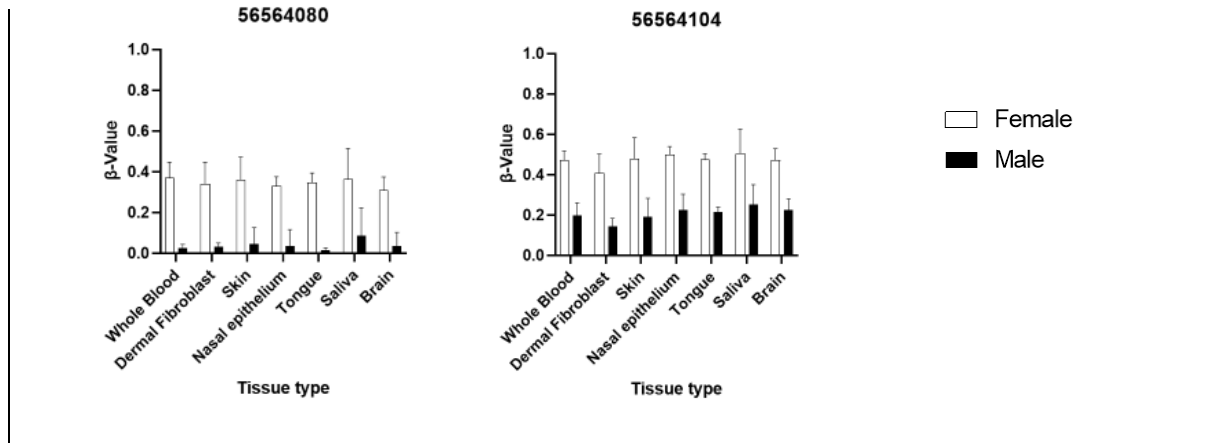 56564080
1.0
0.8
0.6
0.4
0.2
0.0
β-Value
Whole Blood
Dermal Fibroblast
Skin
Nasal epithelium
Tongue
Saliva
Brain
Tissue type
56564104
1.0
0.8
0.6
0.4
0.2
0.0
β-Value
Whole Blood
Dermal Fibroblast
Skin
Nasal epithelium
Tongue
Saliva
Brain
Tissue type
Female
Male